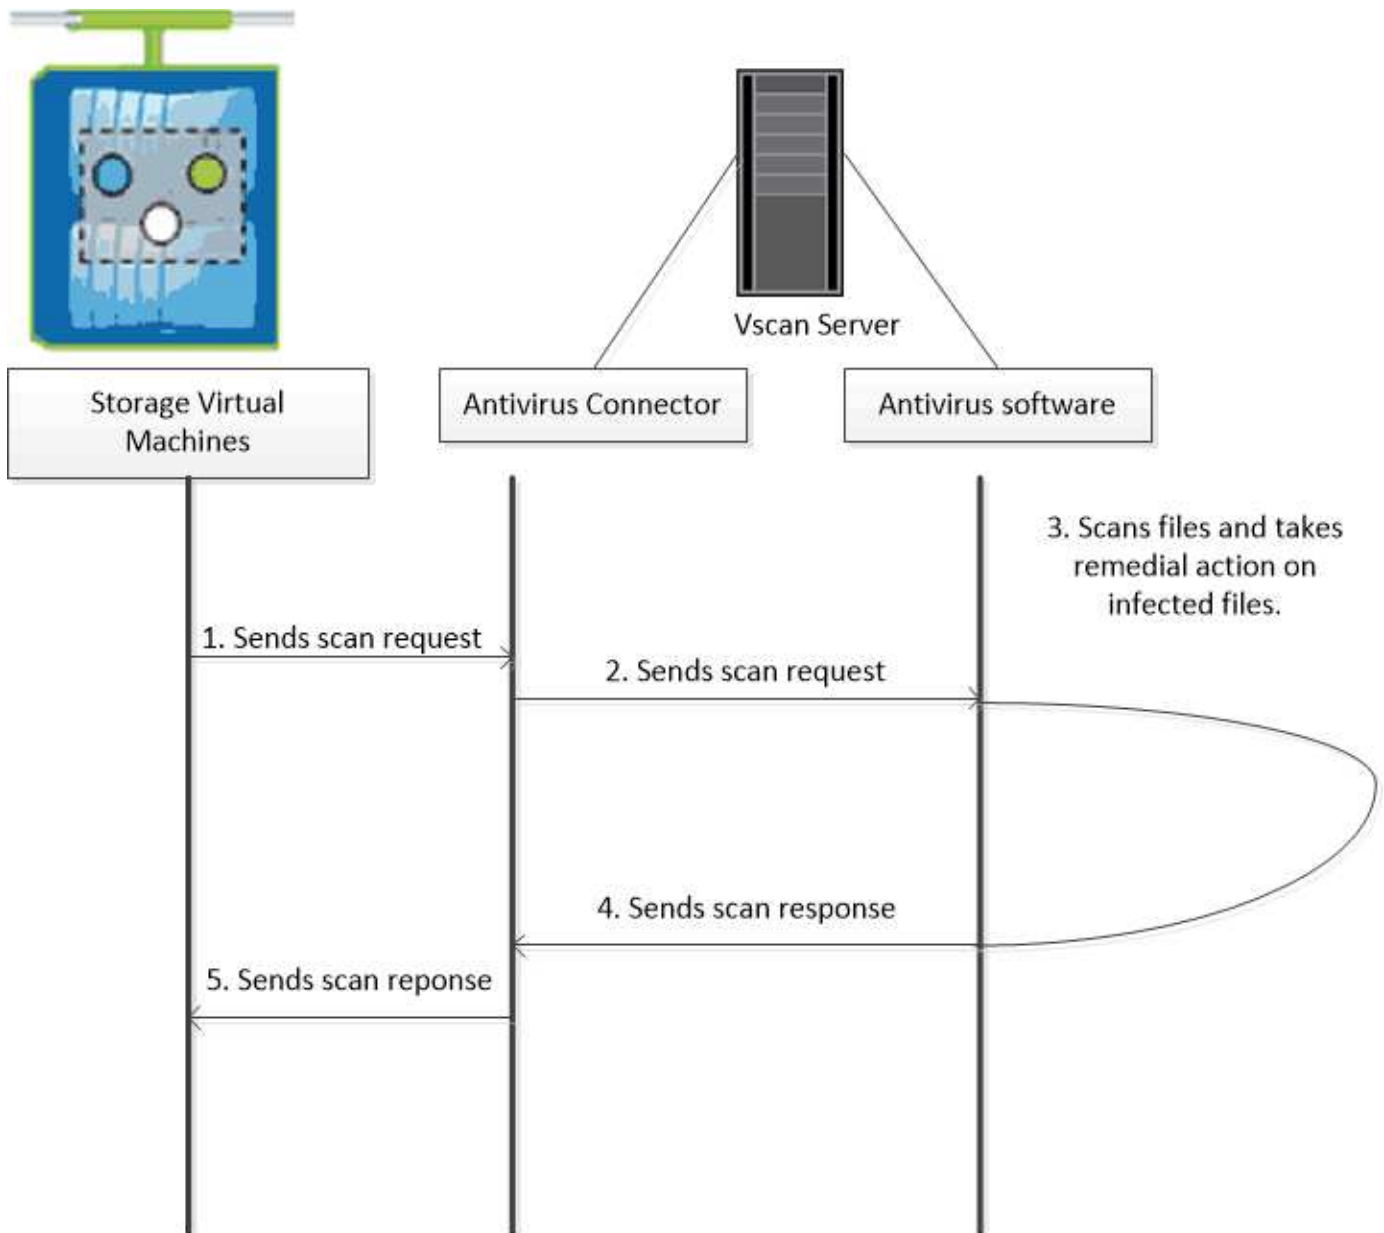 Vscan Server
Storage Virtual
Machines
Antivirus Connector
Antivirus software
3. Scans files and takes
remedial action on
infected files.
1. Sends scan request
2. Sends scan request
4. Sends scan response
5. Sends scan reponse